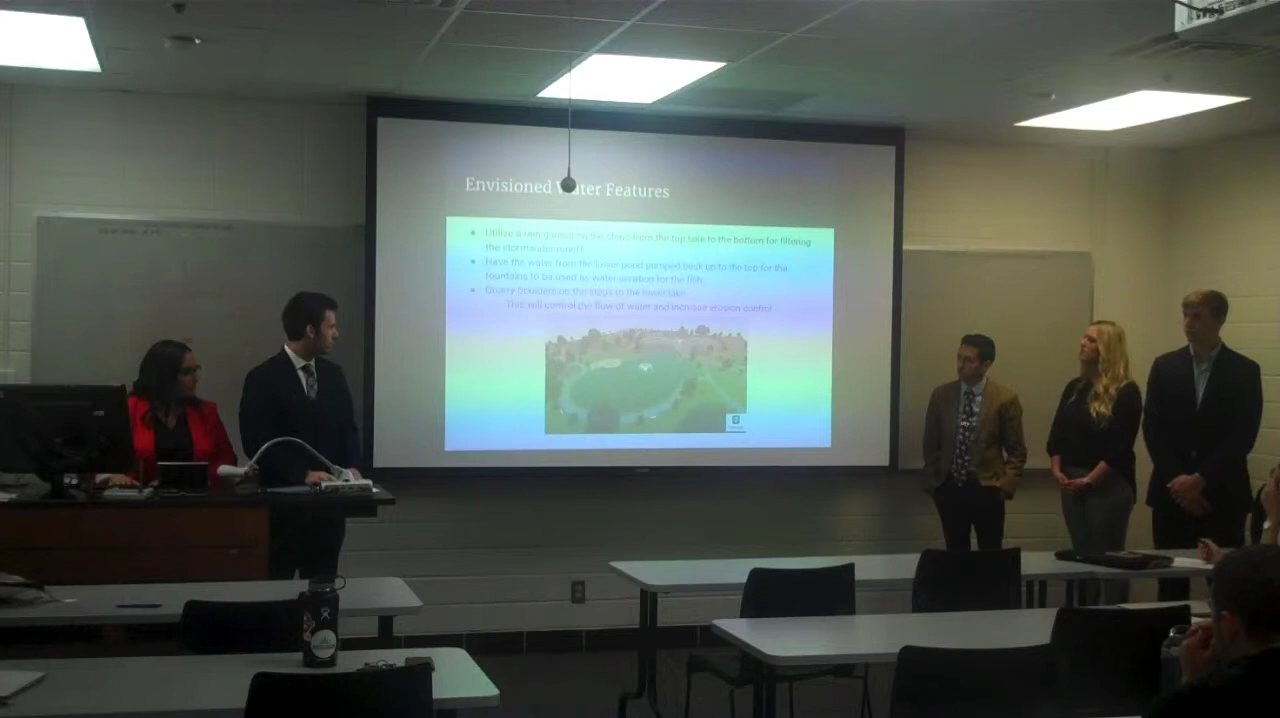 Envisioned Water Features
Utilize a rain garden on the steps from the top lake to the bottom for filtering
the stormwater runoff
Have the water from the lower pond pumped back up to the top for the
fountains to be used as water aeration for the fish
Quarry boulders on the steps to the lower lake
This will control the flow of water and increase erosion control